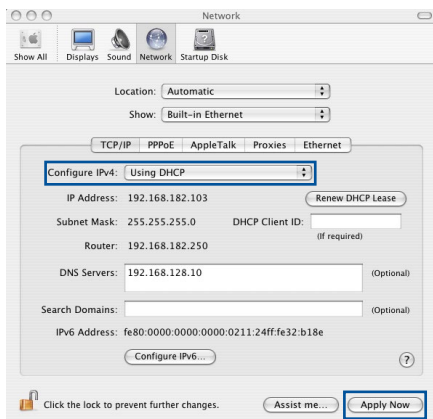 Network
Show All Displays Sound Network Startup Disk
Location: Automatic
Show: Built-in Ethernet
TCP/IP PPPoE AppleTalk Proxies Ethernet
Configure IPv4: Using DHCP
IP Address: 192.168.182.103 Renew DHCP Lease
Subnet Mask: 255.255.255.0 DHCP Client ID:
(If required)
Router: 192.168.182.250
DNS Servers: 192.168.128.10 (Optional)
Search Domains: (Optional)
IPv6 Address: fe80:0000:0000:0000:0211:24ff:fe32:b18e
Configure IPv6... ?
Click the lock to prevent further changes. Assist me... Apply Now